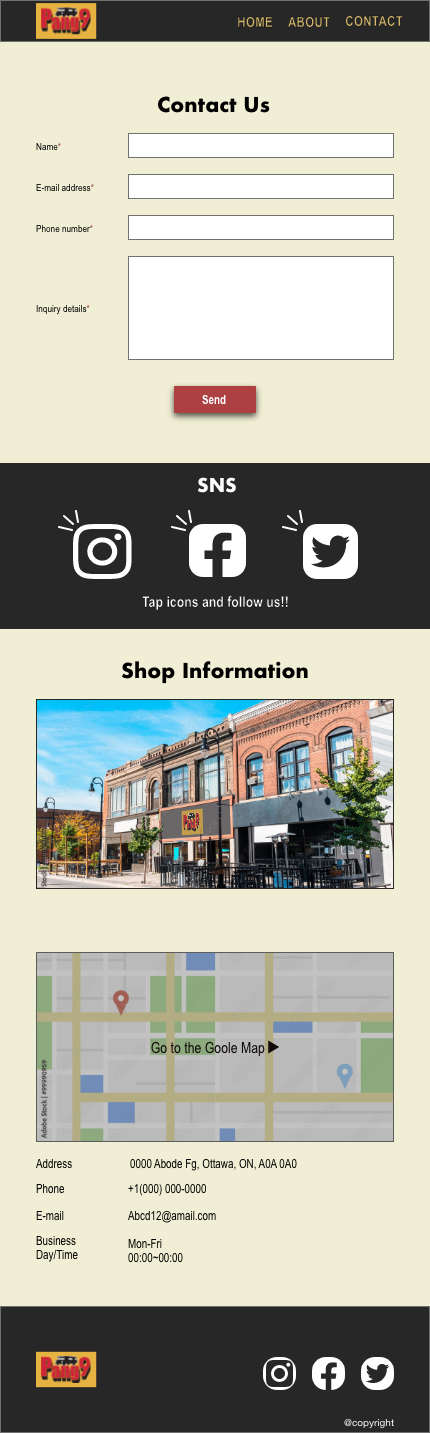 Pang9
HOME ABOUT CONTACT
Contact Us
Name*
E-mail address*
Phone number*
Inquiry details*
Send
SNS
Tap icons and follow us!!
Shop Information
Pang9
Stock
Go to the Goole Map ▶
Adobe Stock | #99990959
Address 0000 Abode Fg, Ottawa, ON, A0A 0A0
Phone +1(000) 000-0000
E-mail Abcd12@amail.com
Business
Day/Time
Mon-Fri
00:00~00:00
Pang9
@copyright